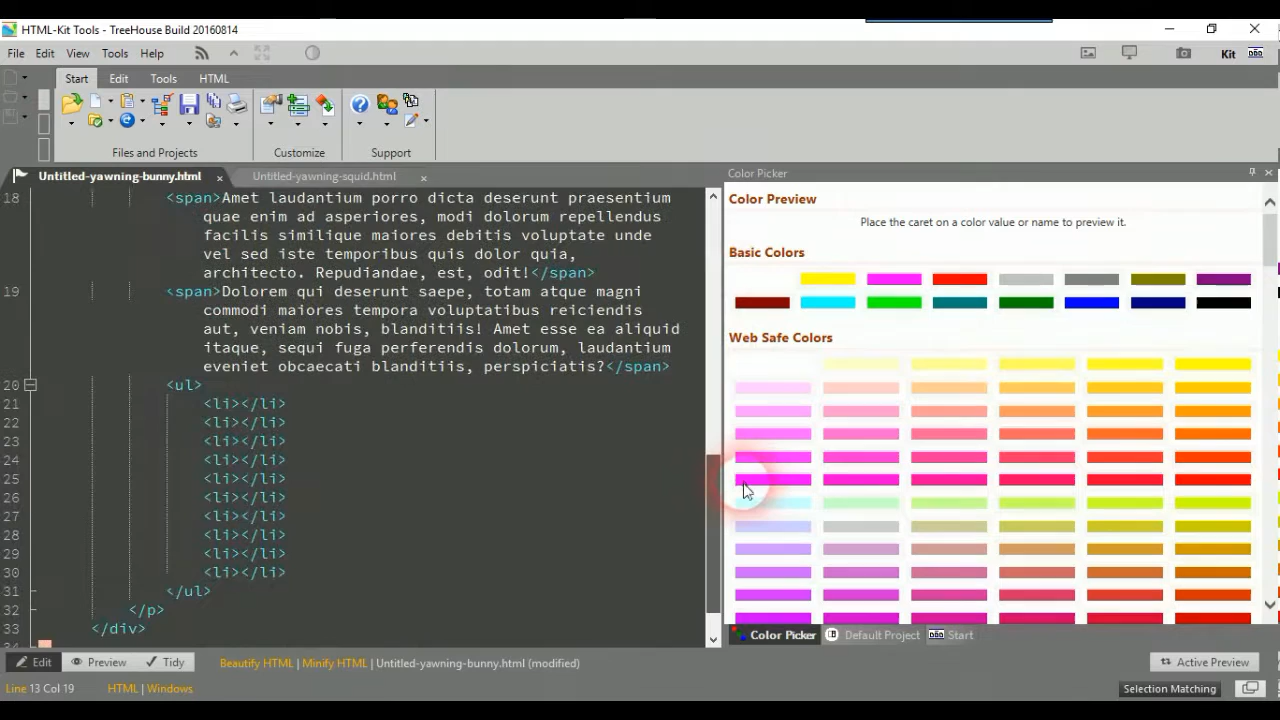 HTML-Kit Tools - TreeHouse Build 20160814
File Edit View Tools Help
Kit
Start Edit Tools HTML
Files and Projects
Customize
Support
Untitled-yawning-bunny.html
Untitled-yawning-squid.html
18 <span>Amet laudantium porro dicta deserunt praesentium
quae enim ad asperiores, modi dolorum repellendus
facilis similique maiores debitis voluptate unde
vel sed iste temporibus quis dolor quia,
architecto. Repudiandae, est, odit!</span>
19 <span>Dolorem qui deserunt saepe, totam atque magni
commodi maiores tempora voluptatibus reiciendis
aut, veniam nobis, blanditiis! Amet esse ea aliquid
itaque, sequi fuga perferendis dolorum, laudantium
eveniet obcaecati blanditiis, perspiciatis?</span>
20 <ul>
21 <li></li>
22 <li></li>
23 <li></li>
24 <li></li>
25 <li></li>
26 <li></li>
27 <li></li>
28 <li></li>
29 <li></li>
30 <li></li>
31 </ul>
32 </p>
33 </div>
Color Picker
Color Preview
Place the caret on a color value or name to preview it.
Basic Colors
Web Safe Colors
Color Picker Default Project Start
Edit Preview Tidy
Beautify HTML | Minify HTML | Untitled-yawning-bunny.html (modified)
Active Preview
Line 13 Col 19
HTML | Windows
Selection Matching